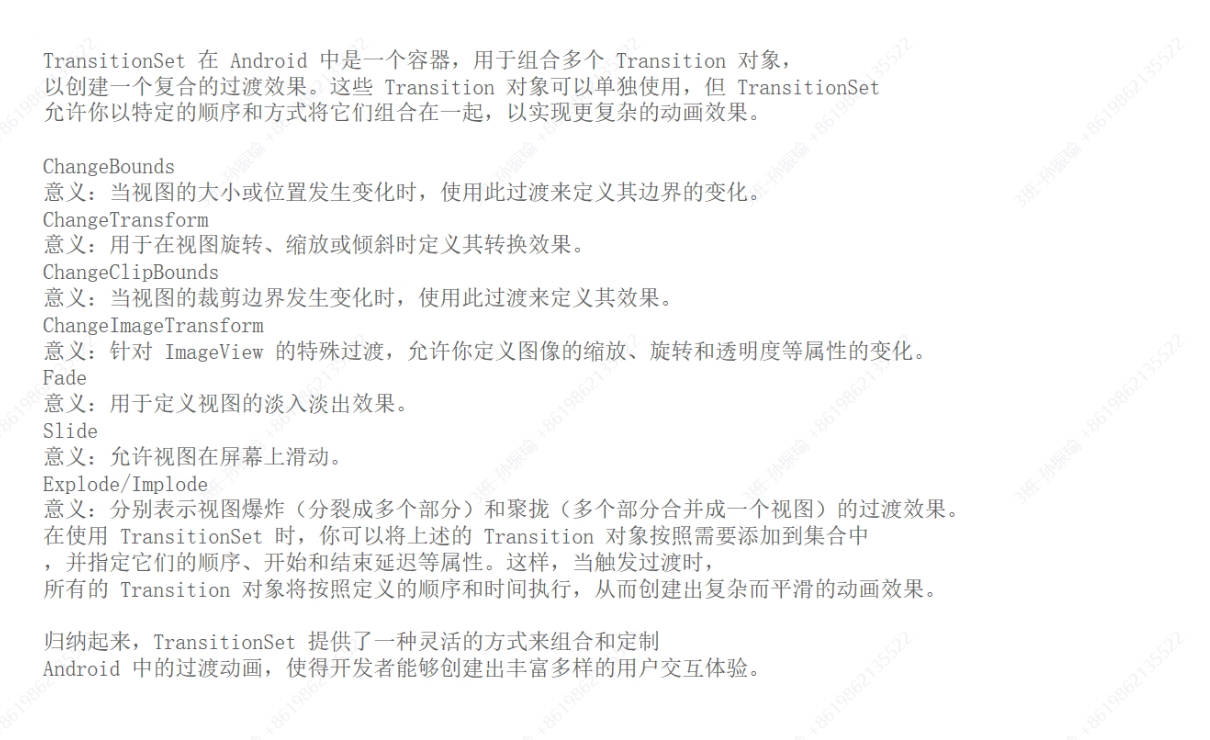 TransitionSet 在 Android 中是一个容器，用于组合多个 Transition 对象，
以创建一个复合的过渡效果。这些 Transition 对象可以单独使用，但 TransitionSet
允许你以特定的顺序和方式将它们组合在一起，以实现更复杂的动画效果。
ChangeBounds
意义：当视图的大小或位置发生变化时，使用此过渡来定义其边界的变化。
ChangeTransform
意义：用于在视图旋转、缩放或倾斜时定义其转换效果。
ChangeClipBounds
意义：当视图的裁剪边界发生变化时，使用此过渡来定义其效果。
ChangeImageTransform
意义：针对 ImageView 的特殊过渡，允许你定义图像的缩放、旋转和透明度等属性的变化。
Fade
意义：用于定义视图的淡入淡出效果。
Slide
意义：允许视图在屏幕上滑动。
Explode/Implode
意义：分别表示视图爆炸（分裂成多个部分）和聚拢（多个部分合并成一个视图）的过渡效果。
在使用 TransitionSet 时，你可以将上述的 Transition 对象按照需要添加到集合中
，并指定它们的顺序、开始和结束延迟等属性。这样，当触发过渡时，
所有的 Transition 对象将按照定义的顺序和时间执行，从而创建出复杂而平滑的动画效果。
归纳起来，TransitionSet 提供了一种灵活的方式来组合和定制
Android 中的过渡动画，使得开发者能够创建出丰富多样的用户交互体验。